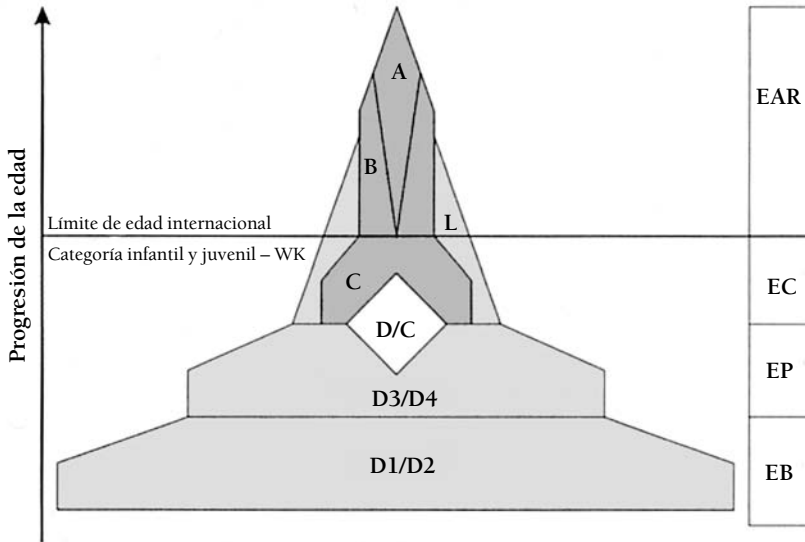 Progresión de la edad
A
EAR
B
Límite de edad internacional
L
Categoría infantil y juvenil – WK
C
EC
D/C
EP
D3/D4
D1/D2
EB